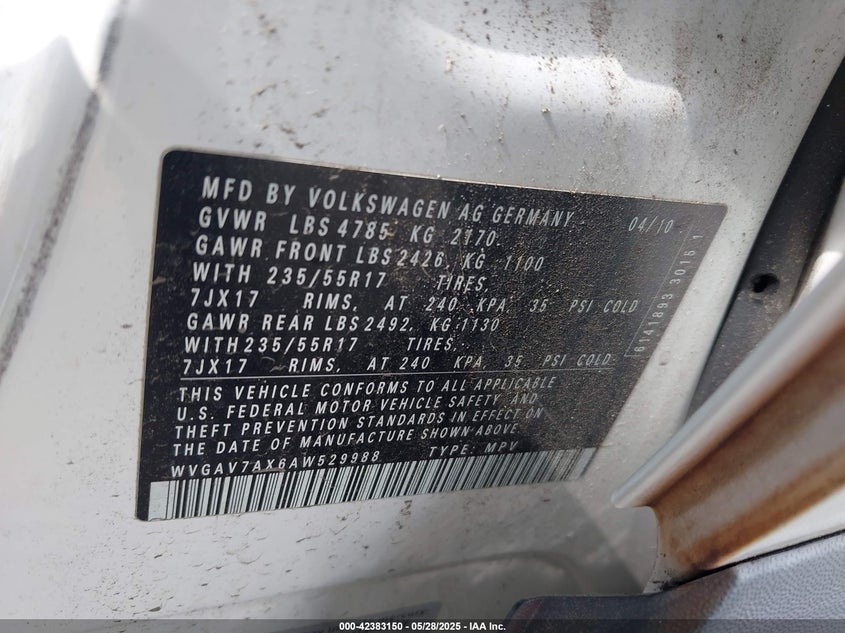 MFD BY VOLKSWAGEN AG GERMANY 04/10
GVWR LBS 4785 KG 2170
GAWR FRONT LBS 2426 KG 1100
WITH 235/55R17 TIRES,
7JX17 RIMS, AT 240 KPA, 35 PSI COLD
GAWR REAR LBS 2492, KG 1130
WITH 235/55R17 TIRES,
7JX17 RIMS, AT 240 KPA, 35 PSI COLD
THIS VEHICLE CONFORMS TO ALL APPLICABLE
U.S. FEDERAL MOTOR VEHICLE SAFETY AND
THEFT PREVENTION STANDARDS IN EFFECT ON
THE DATE OF MANUFACTURE SHOWN ABOVE
WVGAV7AX6AW529988 TYPE: MPV
6141893 3016 1
000-42383150 - 05/28/2025 - IAA Inc.